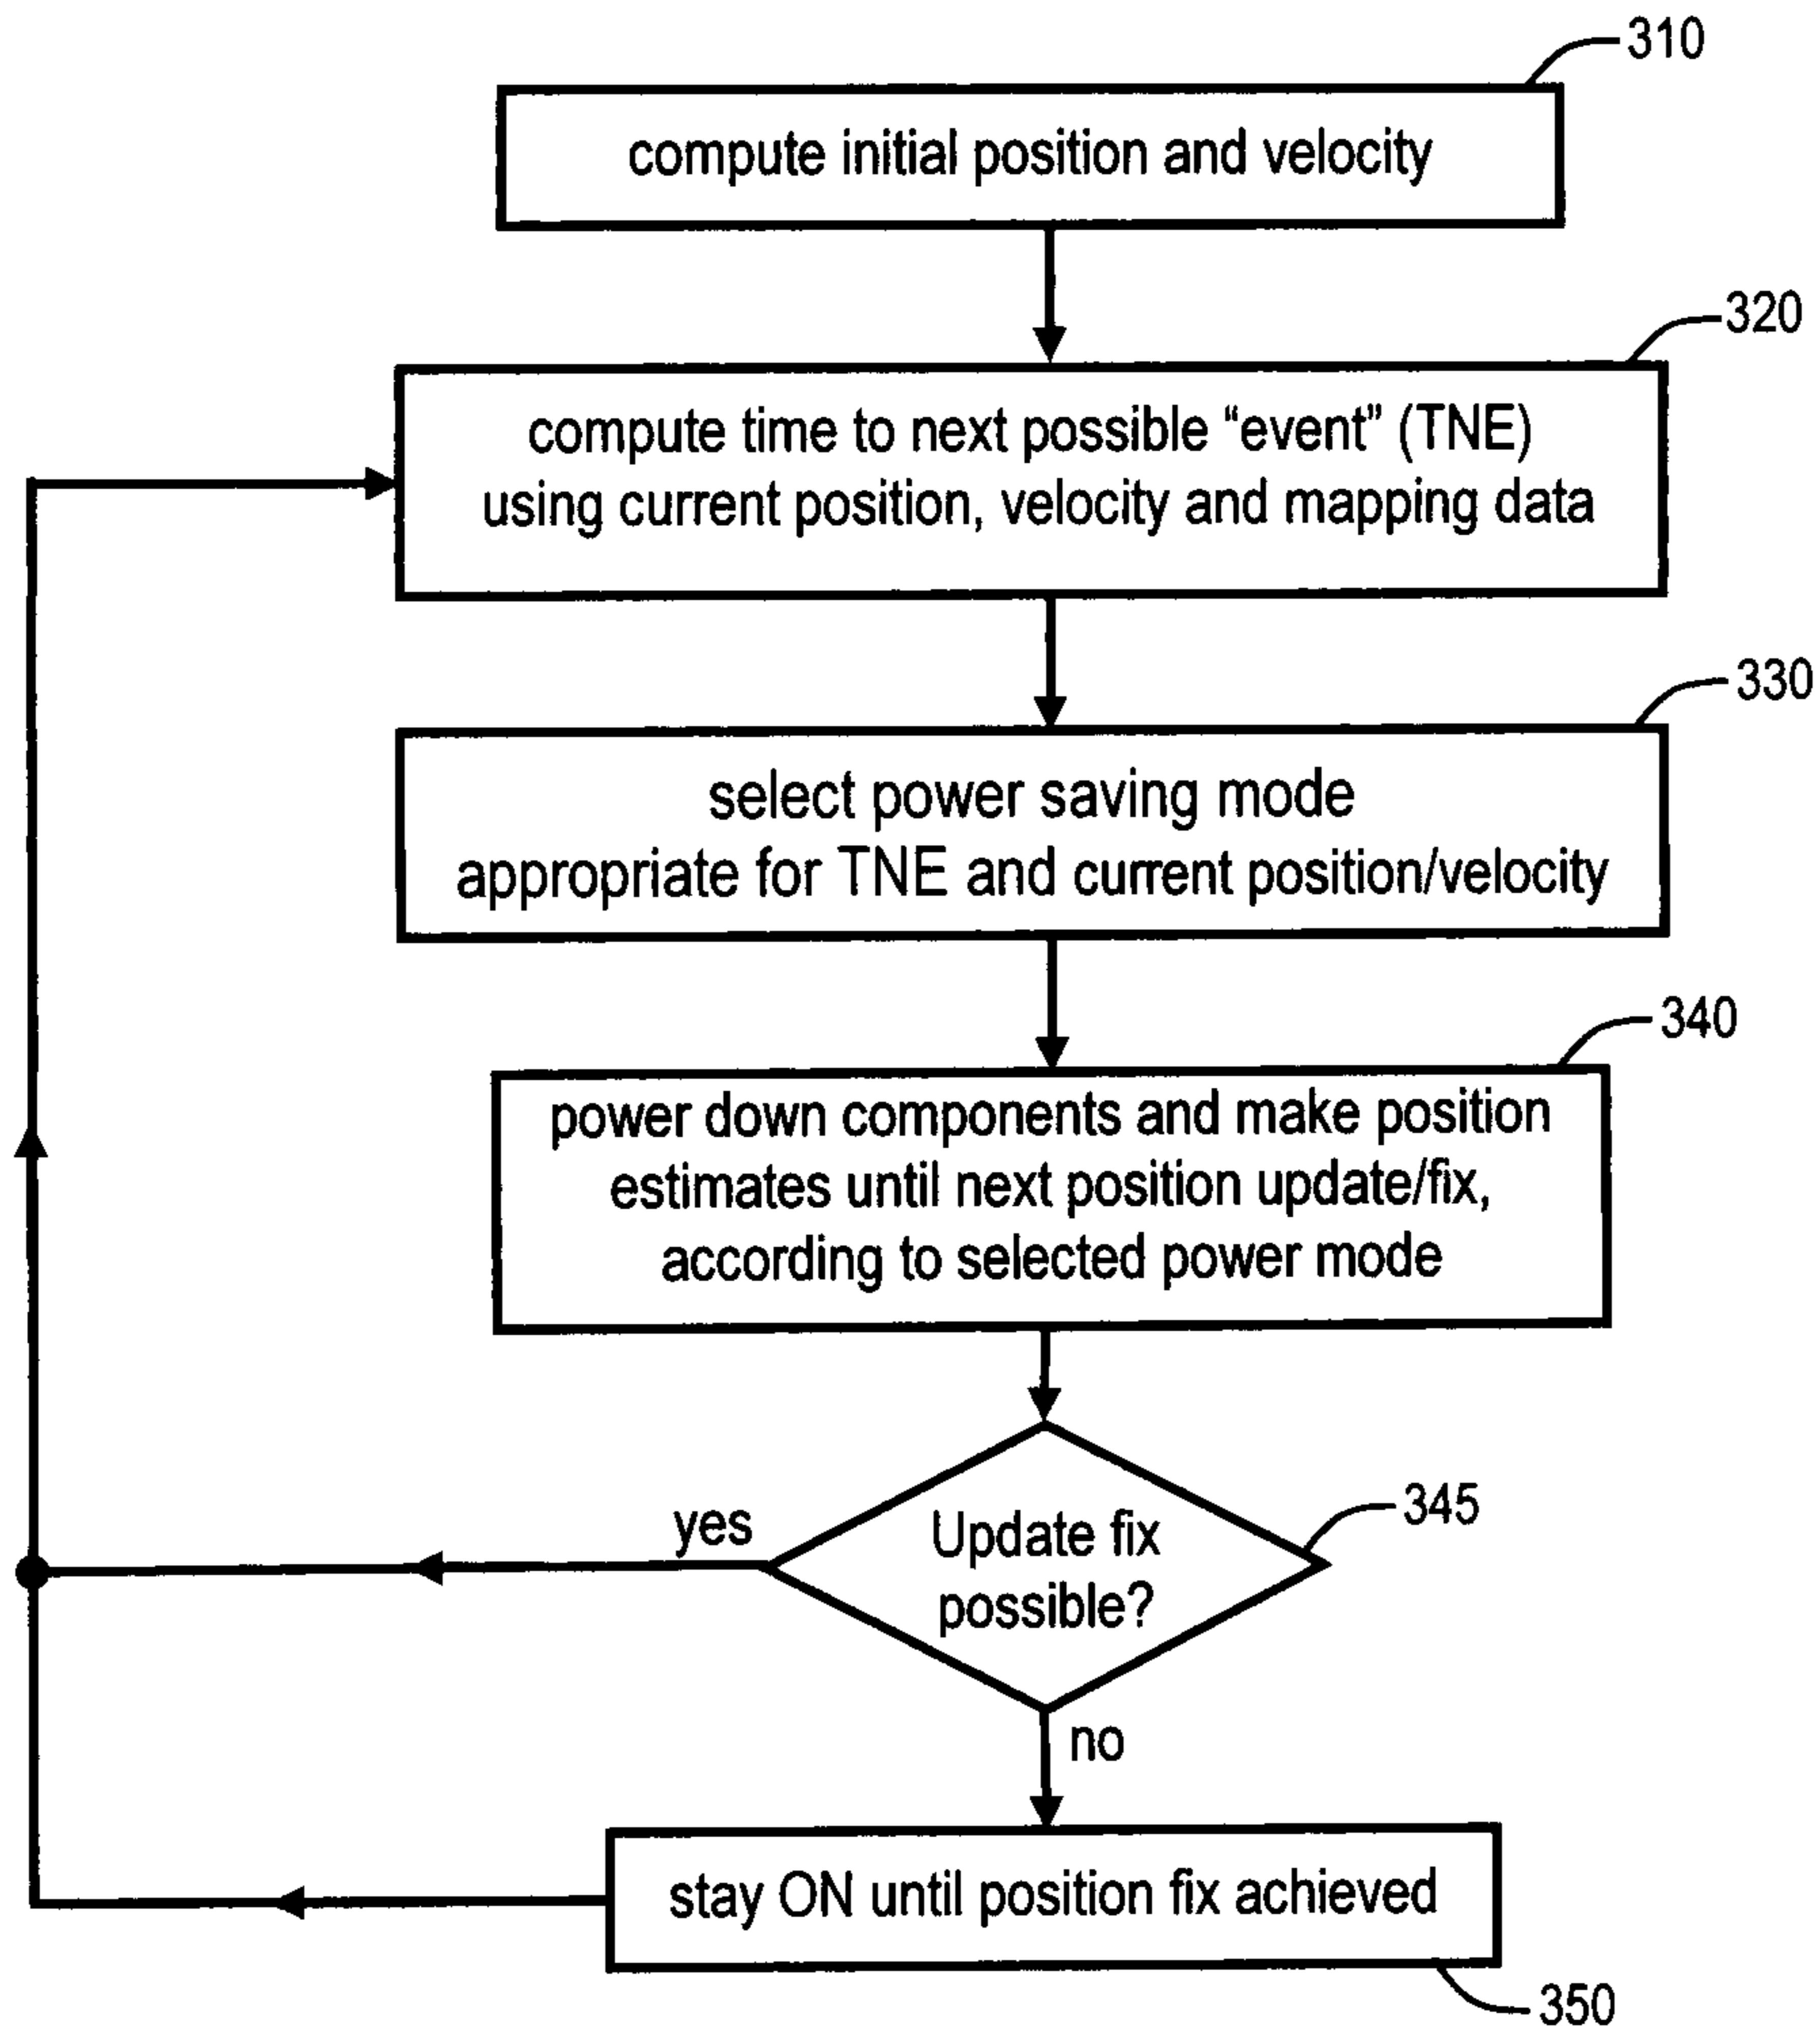 310
compute initial position and velocity
320
compute time to next possible “event” (TNE)
using current position, velocity and mapping data
330
select power saving mode
appropriate for TNE and current position/velocity
340
power down components and make position
estimates until next position update/fix,
according to selected power mode
345
yes
Update fix
possible?
no
stay ON until position fix achieved
350